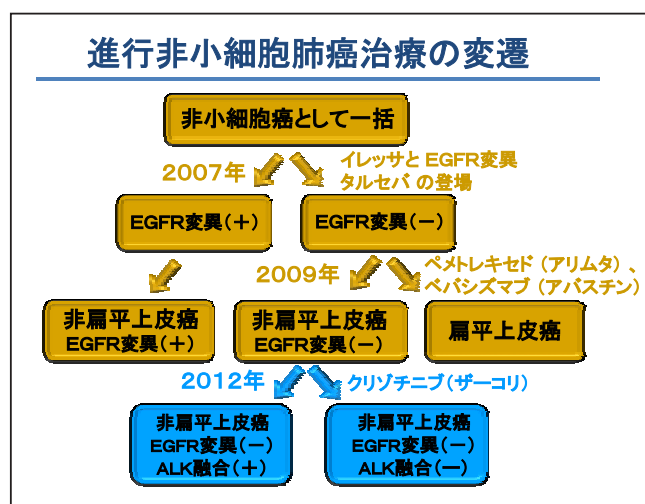 進行非小細胞肺癌治療の変遷
非小細胞癌として一括
2007年
イレッサと EGFR変異
タルセバ の登場
EGFR変異(+)
EGFR変異(-)
2009年
ペメトレキセド (アリムタ) 、
ベバシズマブ (アバスチン)
非扁平上皮癌
EGFR変異(+)
非扁平上皮癌
EGFR変異(-)
扁平上皮癌
2012年
クリゾチニブ(ザーコリ)
非扁平上皮癌
EGFR変異(-)
ALK融合(+)
非扁平上皮癌
EGFR変異(-)
ALK融合(-)